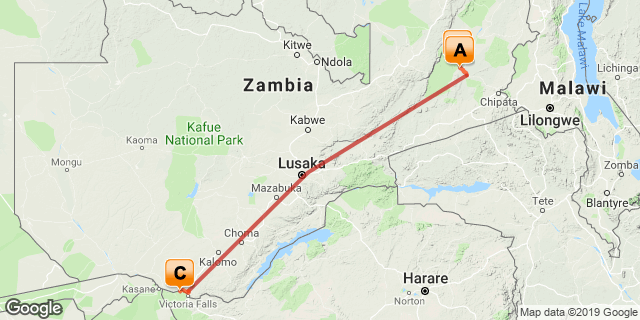 Kitwe
Ndola
A
Lake Malawi
Lichinga
Zambia
Chipata
Malawi
Lilongwe
Kafue
National Park
Kabwe
Kaoma
Mongu
Lusaka
Zomba
Mazabuka
Blantyre
Tete
Choma
Kalomo
C
Kasane
Victoria Falls
Harare
Norton
Google
Map data ©2019 Google